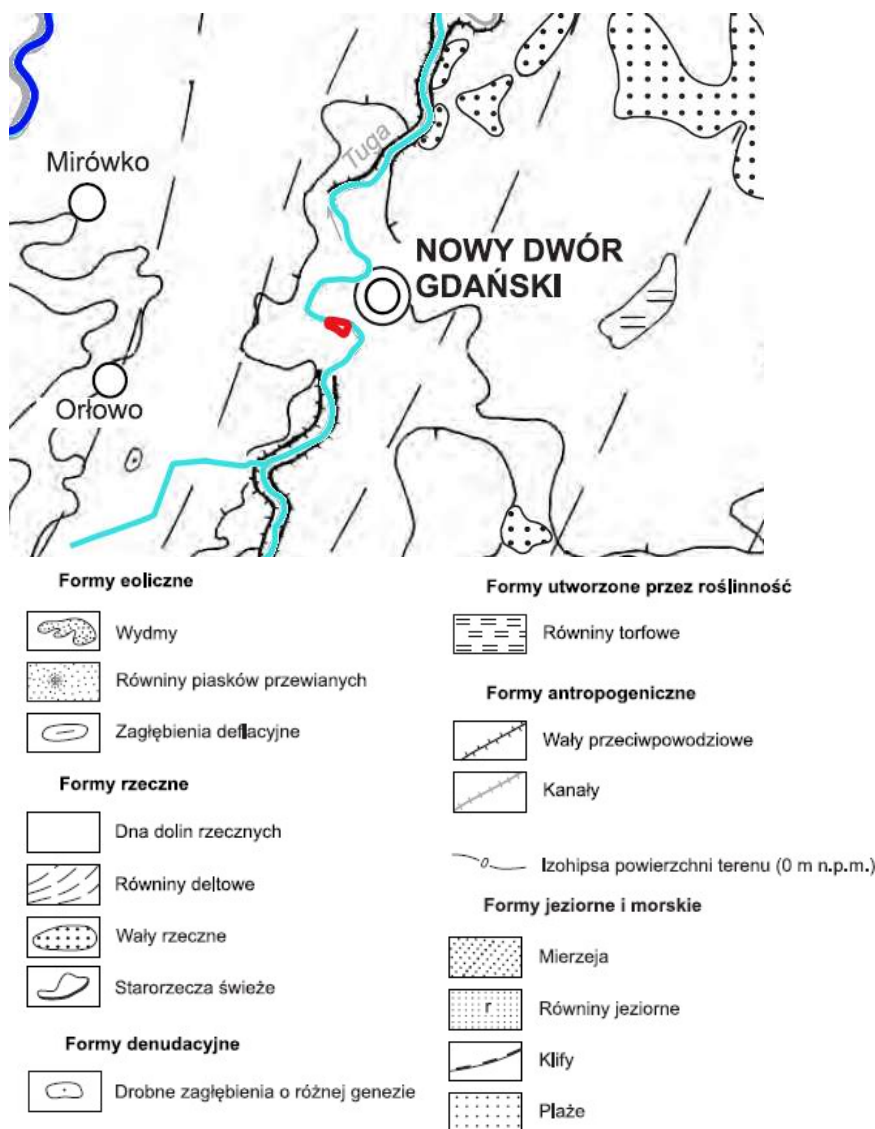 Tuga
Mirówko
NOWY DWÓR
GDAŃSKI
Orłowo
Formy eoliczne
Wydmy
Równiny piasków przewianych
Zagłębienia deflacyjne
Formy rzeczne
Dna dolin rzecznych
Równiny deltowe
Wały rzeczne
Starorzecza świeże
Formy denudacyjne
Drobne zagłębienia o różnej genezie
Formy utworzone przez roślinność
Równiny torfowe
Formy antropogeniczne
Wały przeciwpowodziowe
Kanały
0
Izohipsa powierzchni terenu (0 m n.p.m.)
Formy jeziorne i morskie
Mierzeja
r
Równiny jeziorne
Klify
Plaże